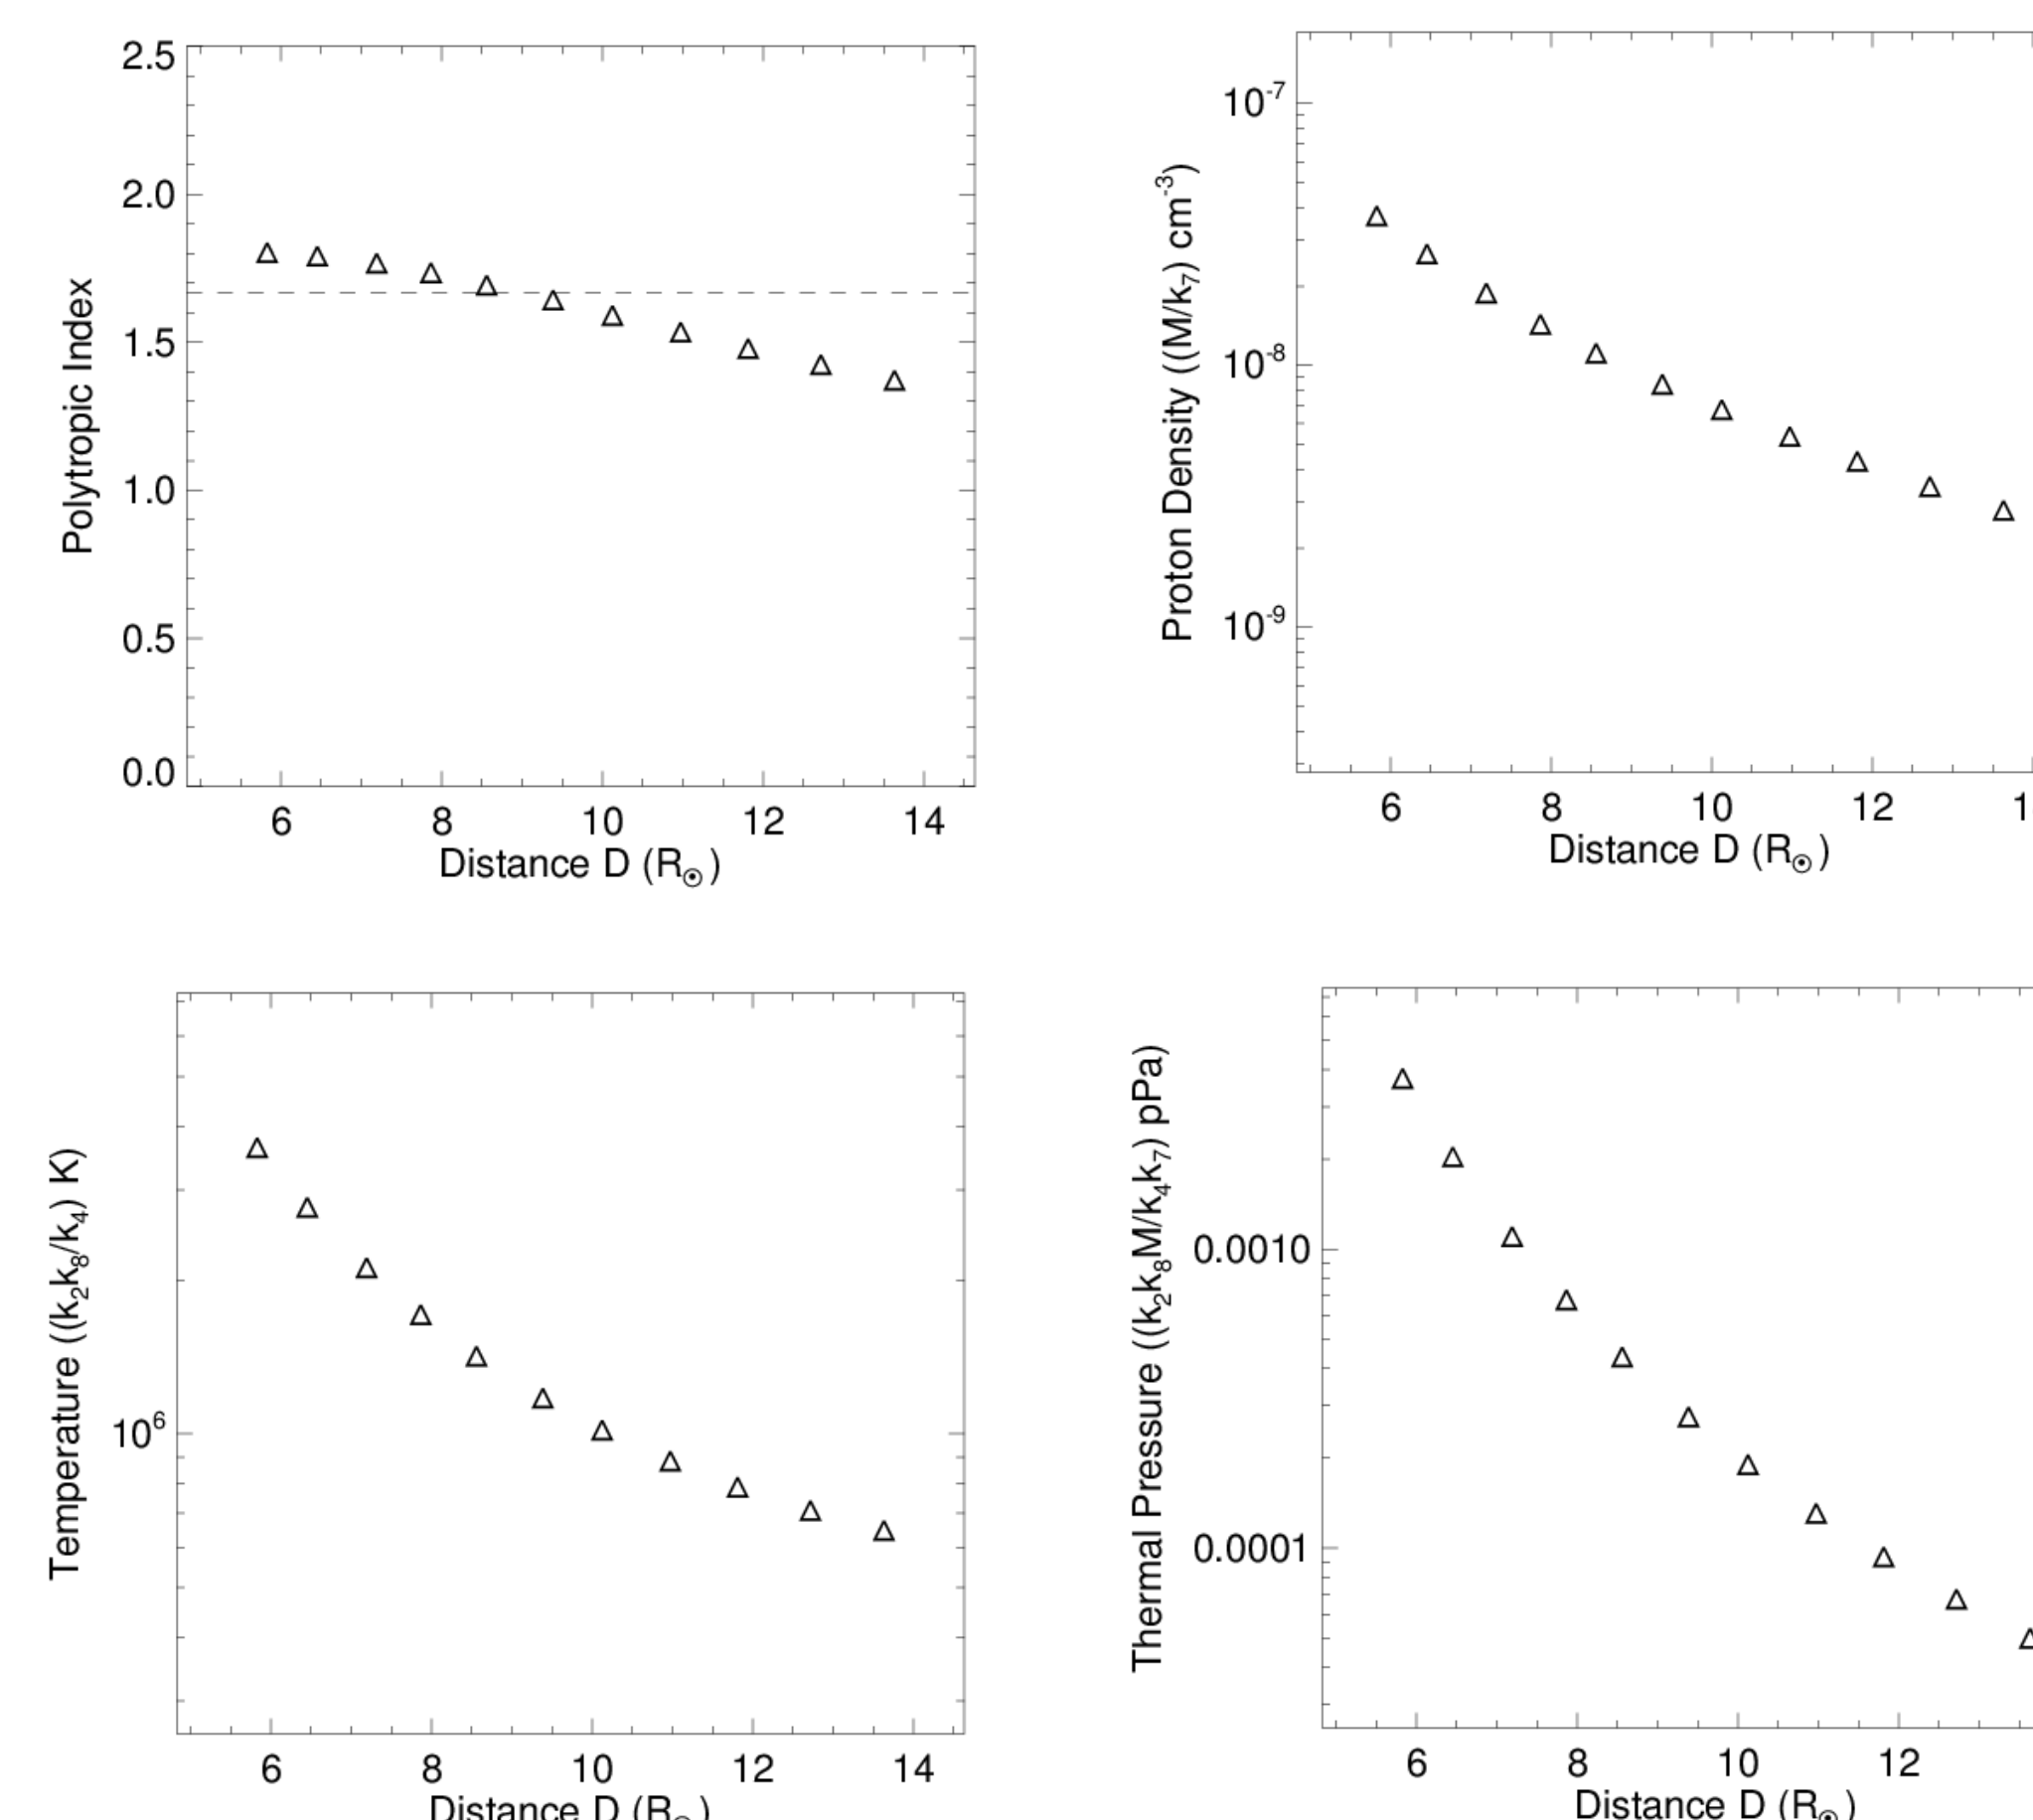 2.5
2.0
1.5
1.0
0.5
0.0
Polytropic Index
6 8 10 12 14
Distance D (R☉)
10⁻⁷
10⁻⁸
10⁻⁹
Proton Density ((M/k₇) cm⁻³)
6 8 10 12
Distance D (R☉)
10⁶
Temperature ((k₂k₈/k₄) K)
6 8 10 12 14
Distance D (R☉)
0.0010
0.0001
Thermal Pressure ((k₂k₈M/k₄k₇) pPa)
6 8 10 12
Distance D (R☉)